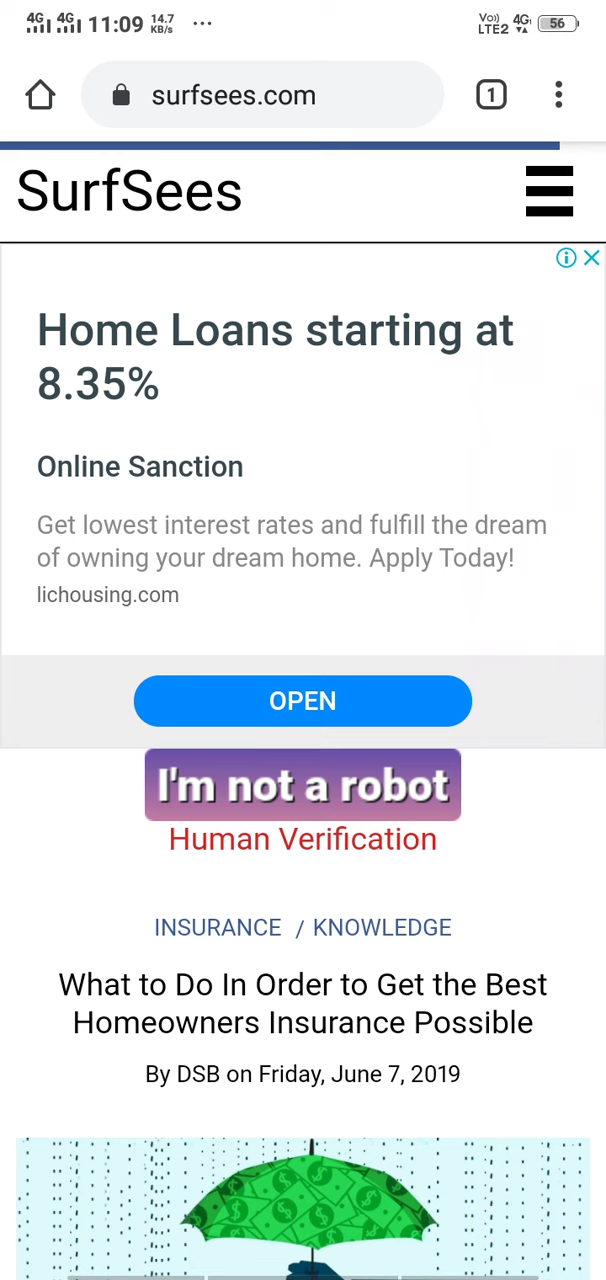 4G 4G 11:09 14.7 KB/s ... Vo)) LTE2 4G 56
surfsees.com 1
SurfSees
Home Loans starting at
8.35%
Online Sanction
Get lowest interest rates and fulfill the dream
of owning your dream home. Apply Today!
lichousing.com
OPEN
I'm not a robot
Human Verification
INSURANCE / KNOWLEDGE
What to Do In Order to Get the Best
Homeowners Insurance Possible
By DSB on Friday, June 7, 2019